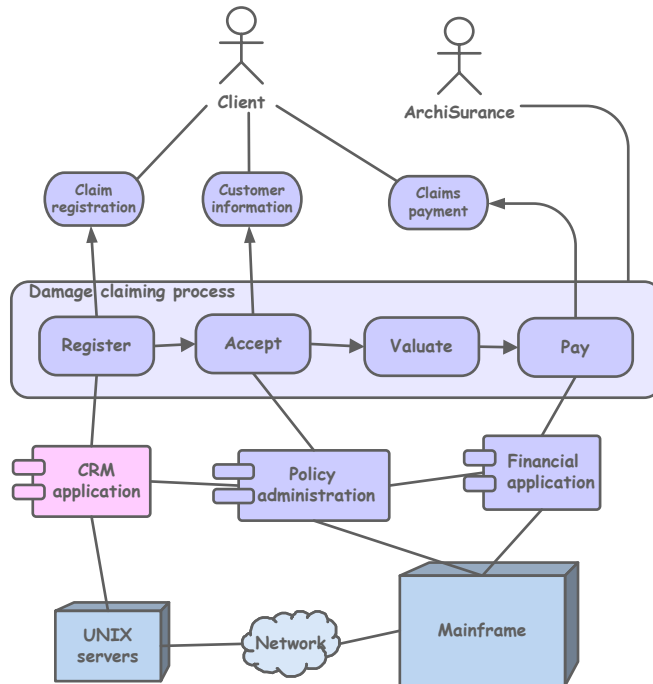 Client
ArchiSurance
Claim
registration
Customer
information
Claims
payment
Damage claiming process
Register
Accept
Valuate
Pay
CRM
application
Policy
administration
Financial
application
UNIX
servers
Network
Mainframe